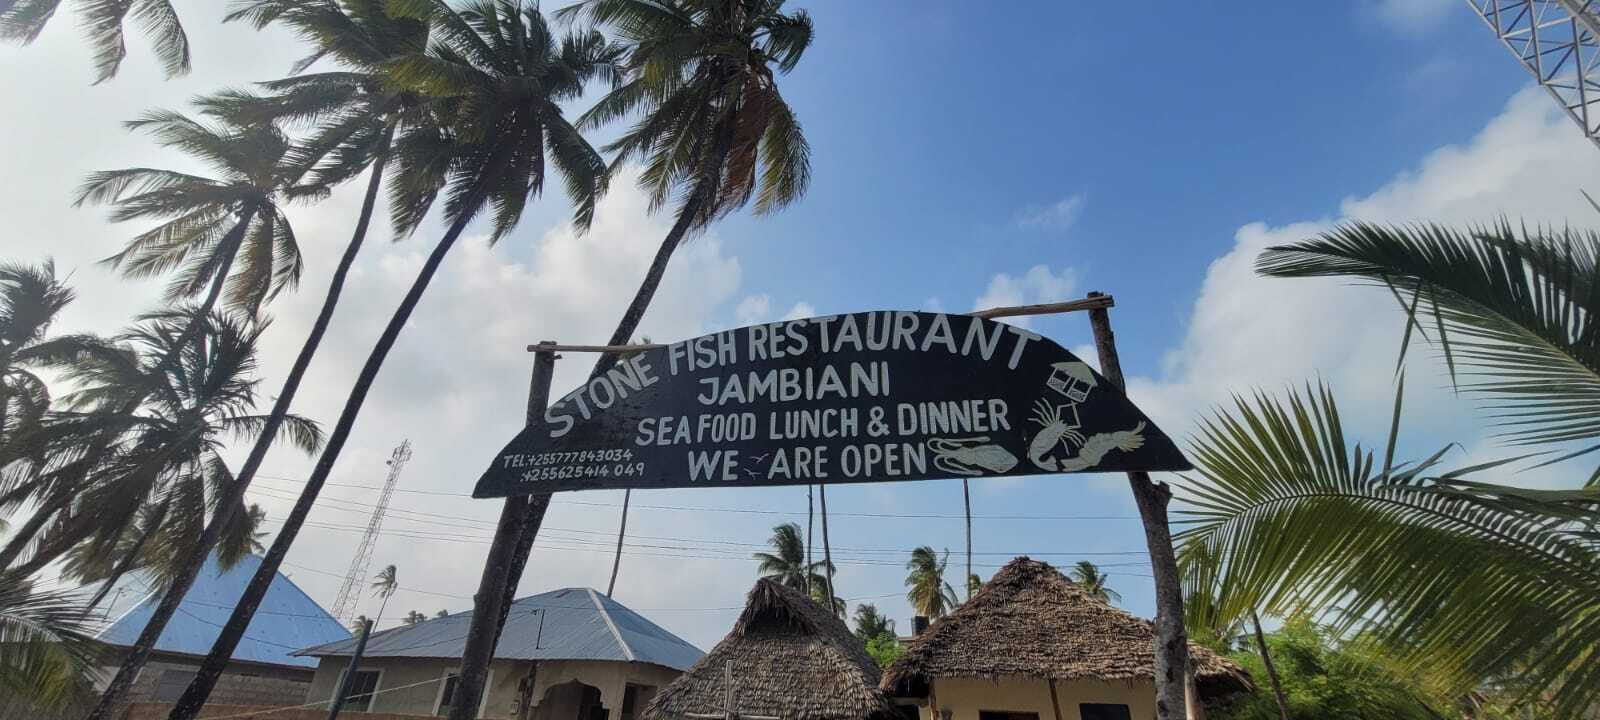 STONE FISH RESTAURANT
JAMBIANI
SEA FOOD LUNCH & DINNER
WE ARE OPEN
TEL:+255777843034
:+255625414 049